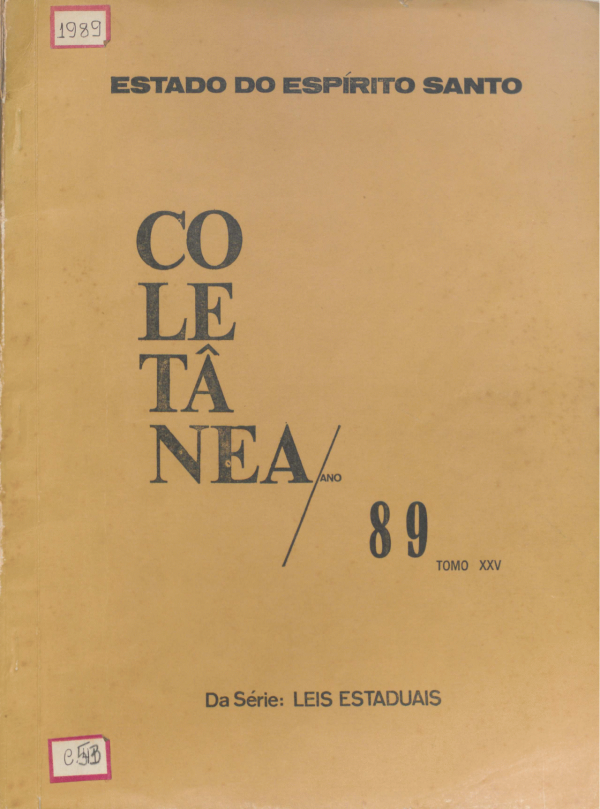 1989
ESTADO DO ESPÍRITO SANTO
CO
LE
TÂ
NEA/
ANO
89
TOMO XXV
Da Série: LEIS ESTADUAIS